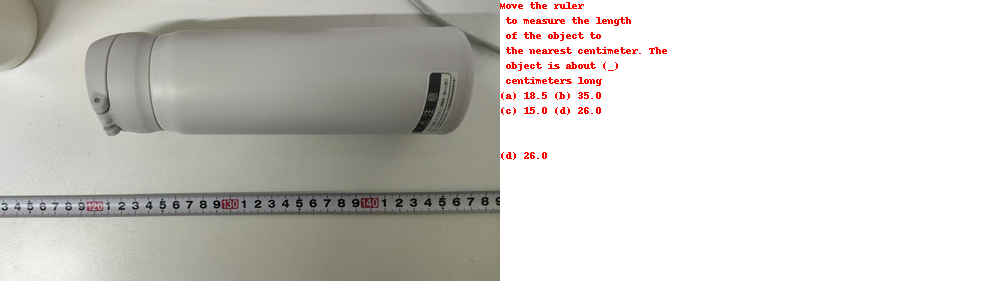 Move the ruler
to measure the length
of the object to
the nearest centimeter. The
object is about (_)
centimeters long
(a) 18.5 (b) 35.0
(c) 15.0 (d) 26.0
(d) 26.0
3 4 5 6 7 8 9 120 1 2 3 4 5 6 7 8 9 130 1 2 3 4 5 6 7 8 9 140 1 2 3 4 5 6 7 8 9